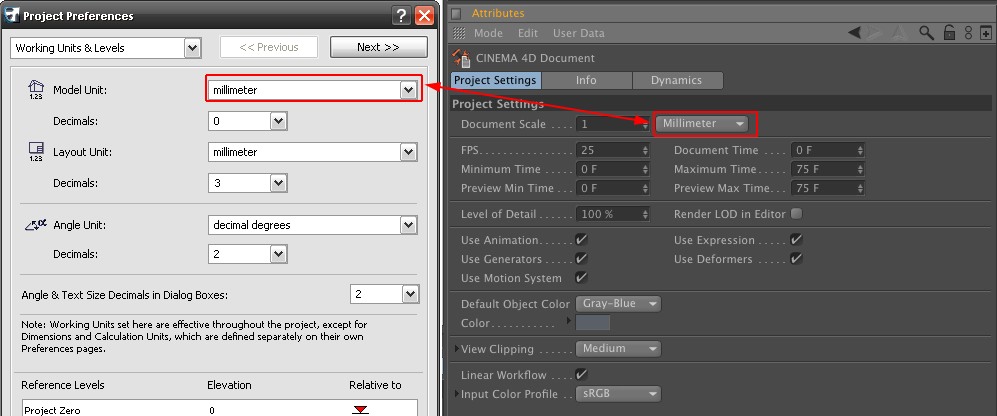 Project Preferences
Working Units & Levels
<< Previous
Next >>
1.23
Model Unit:
millimeter
Decimals:
0
1.23
Layout Unit:
millimeter
Decimals:
3
Angle Unit:
decimal degrees
Decimals:
2
Angle & Text Size Decimals in Dialog Boxes:
2
Note: Working Units set here are effective throughout the project, except for
Dimensions and Calculation Units, which are defined separately on their own
Preferences pages.
Reference Levels
Elevation
Relative to
Project Zero
0
Attributes
Mode Edit User Data
CINEMA 4D Document
Project Settings Info Dynamics
Project Settings
Document Scale .... 1 Millimeter
FPS........... 25 Document Time .... 0 F
Minimum Time ... 0 F Maximum Time.... 75 F
Preview Min Time... 0 F Preview Max Time... 75 F
Level of Detail ..... 100 % Render LOD in Editor
Use Animation...... Use Expression .....
Use Generators .... Use Deformers .....
Use Motion System
Default Object Color Gray-Blue
Color...........
View Clipping ...... Medium
Linear Workflow ....
Input Color Profile .. sRGB